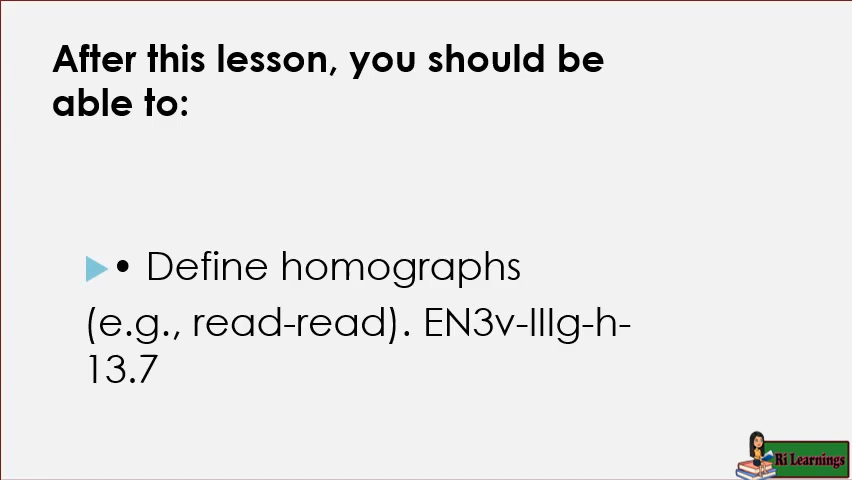 After this lesson, you should be
able to:
• Define homographs
(e.g., read-read). EN3v-IIIg-h-
13.7
Ri Learnings